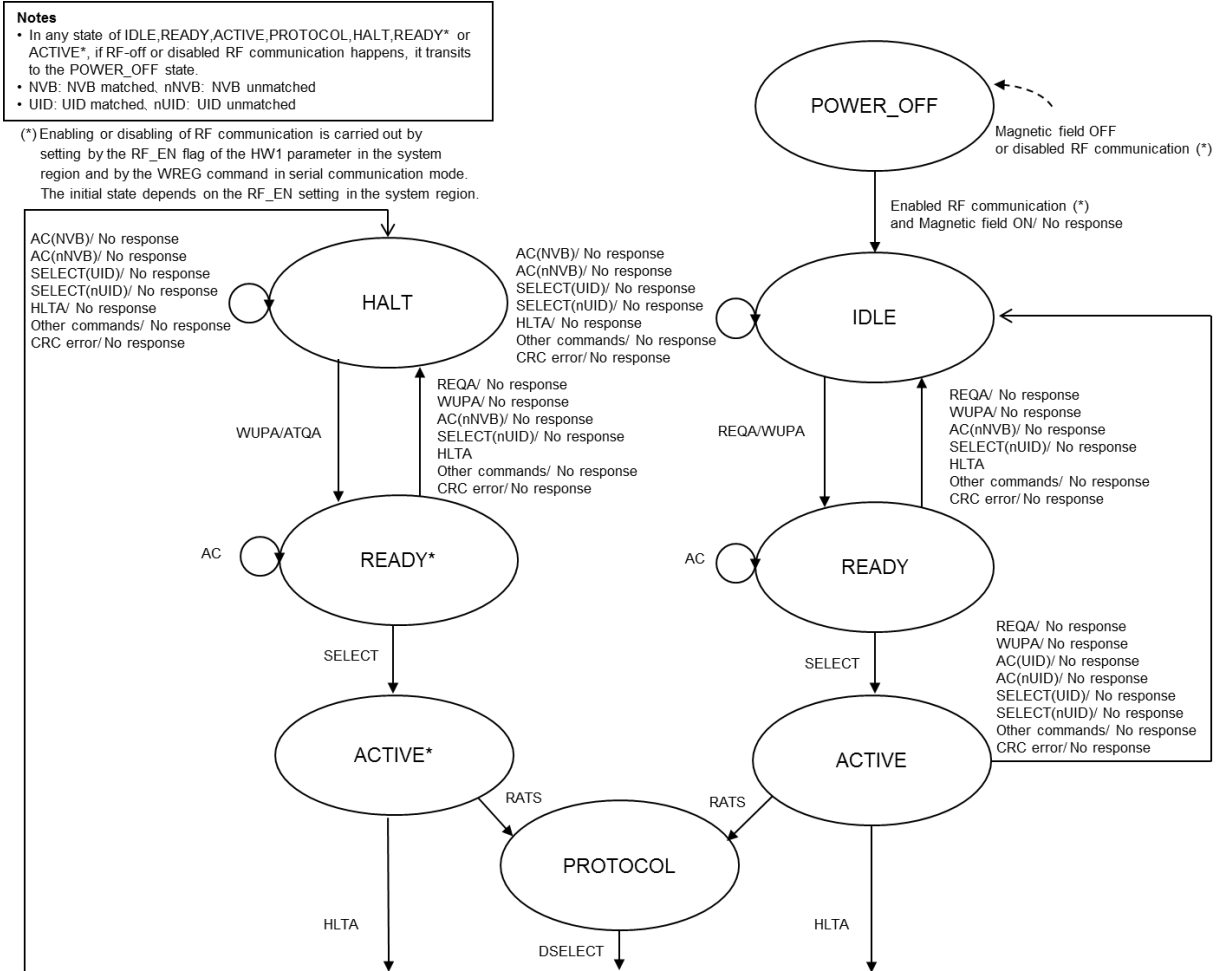 Notes
• In any state of IDLE,READY,ACTIVE,PROTOCOL,HALT,READY* or
ACTIVE*, if RF-off or disabled RF communication happens, it transits
to the POWER_OFF state.
• NVB: NVB matched、nNVB: NVB unmatched
• UID: UID matched、nUID: UID unmatched
(*) Enabling or disabling of RF communication is carried out by
setting by the RF_EN flag of the HW1 parameter in the system
region and by the WREG command in serial communication mode.
The initial state depends on the RF_EN setting in the system region.
POWER_OFF
Magnetic field OFF
or disabled RF communication (*)
Enabled RF communication (*)
and Magnetic field ON/ No response
AC(NVB)/ No response
AC(nNVB)/ No response
SELECT(UID)/ No response
SELECT(nUID)/ No response
HLTA/ No response
Other commands/ No response
CRC error/ No response
HALT
AC(NVB)/ No response
AC(nNVB)/ No response
SELECT(UID)/ No response
SELECT(nUID)/ No response
HLTA/ No response
Other commands/ No response
CRC error/ No response
IDLE
WUPA/ATQA
REQA/ No response
WUPA/ No response
AC(nNVB)/ No response
SELECT(nUID)/ No response
HLTA
Other commands/ No response
CRC error/ No response
REQA/WUPA
REQA/ No response
WUPA/ No response
AC(nNVB)/ No response
SELECT(nUID)/ No response
HLTA
Other commands/ No response
CRC error/ No response
AC
READY*
AC
READY
SELECT
SELECT
REQA/ No response
WUPA/ No response
AC(UID)/ No response
AC(nUID)/ No response
SELECT(UID)/ No response
SELECT(nUID)/ No response
Other commands/ No response
CRC error/ No response
ACTIVE*
ACTIVE
RATS
RATS
PROTOCOL
HLTA
DSELECT
HLTA